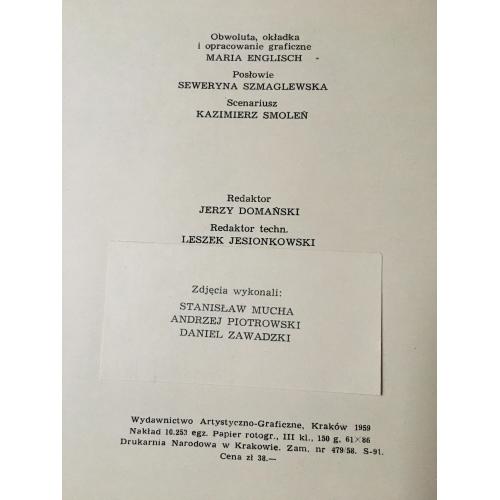 Obwoluta, okładka
i opracowanie graficzne
MARIA ENGLISCH
Posłowie
SEWERYNA SZMAGLEWSKA
Scenariusz
KAZIMIERZ SMOLEŃ
Redaktor
JERZY DOMAŃSKI
Redaktor techn.
LESZEK JESIONKOWSKI
Zdjęcia wykonali:
STANISŁAW MUCHA
ANDRZEJ PIOTROWSKI
DANIEL ZAWADZKI
Wydawnictwo Artystyczno-Graficzne, Kraków 1959
Nakład 10.253 egz. Papier rotogr., III kl., 150 g, 61×86
Drukarnia Narodowa w Krakowie. Zam. nr 479/58. S-91.
Cena zł 38.—